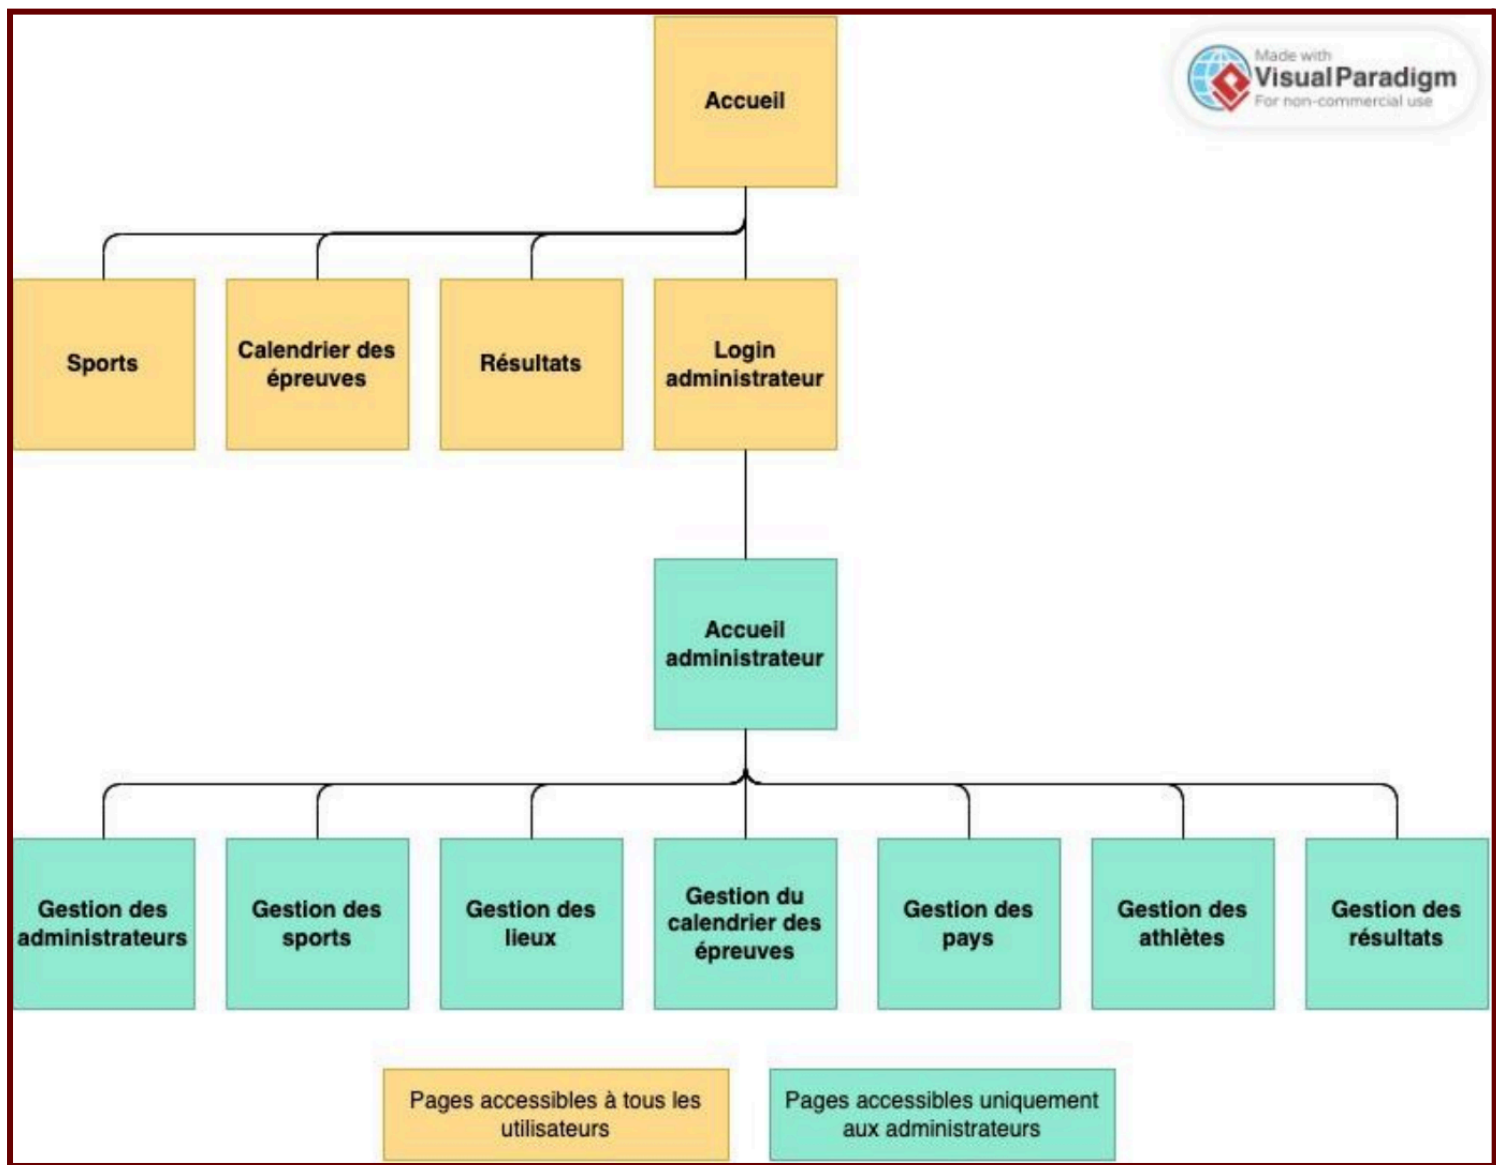 Accueil
Made with
Visual Paradigm
For non-commercial use
Sports
Calendrier des
épreuves
Résultats
Login
administrateur
Accueil
administrateur
Gestion des
administrateurs
Gestion des
sports
Gestion des
lieux
Gestion du
calendrier des
épreuves
Gestion des
pays
Gestion des
athlètes
Gestion des
résultats
Pages accessibles à tous les
utilisateurs
Pages accessibles uniquement
aux administrateurs